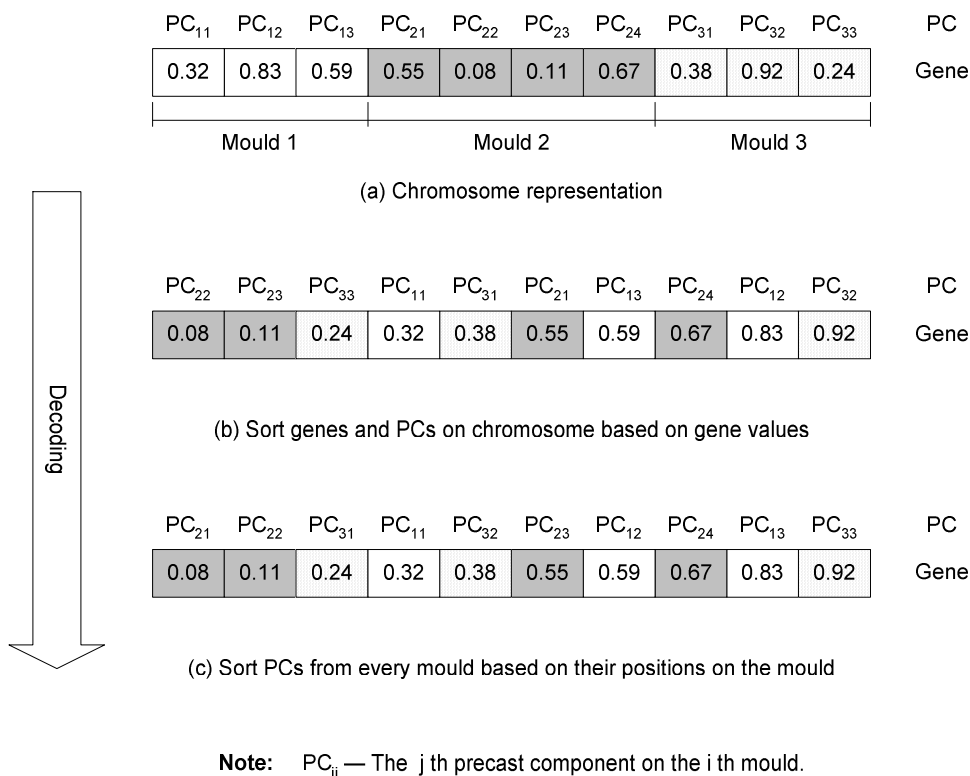 PC₁₁ PC₁₂ PC₁₃ PC₂₁ PC₂₂ PC₂₃ PC₂₄ PC₃₁ PC₃₂ PC₃₃ PC
0.32 0.83 0.59 0.55 0.08 0.11 0.67 0.38 0.92 0.24 Gene
Mould 1 Mould 2 Mould 3
(a) Chromosome representation
PC₂₂ PC₂₃ PC₃₃ PC₁₁ PC₃₁ PC₂₁ PC₁₃ PC₂₄ PC₁₂ PC₃₂ PC
0.08 0.11 0.24 0.32 0.38 0.55 0.59 0.67 0.83 0.92 Gene
Decoding
(b) Sort genes and PCs on chromosome based on gene values
PC₂₁ PC₂₂ PC₃₁ PC₁₁ PC₃₂ PC₂₃ PC₁₂ PC₂₄ PC₁₃ PC₃₃ PC
0.08 0.11 0.24 0.32 0.38 0.55 0.59 0.67 0.83 0.92 Gene
(c) Sort PCs from every mould based on their positions on the mould
Note: PCᵢⱼ — The j th precast component on the i th mould.